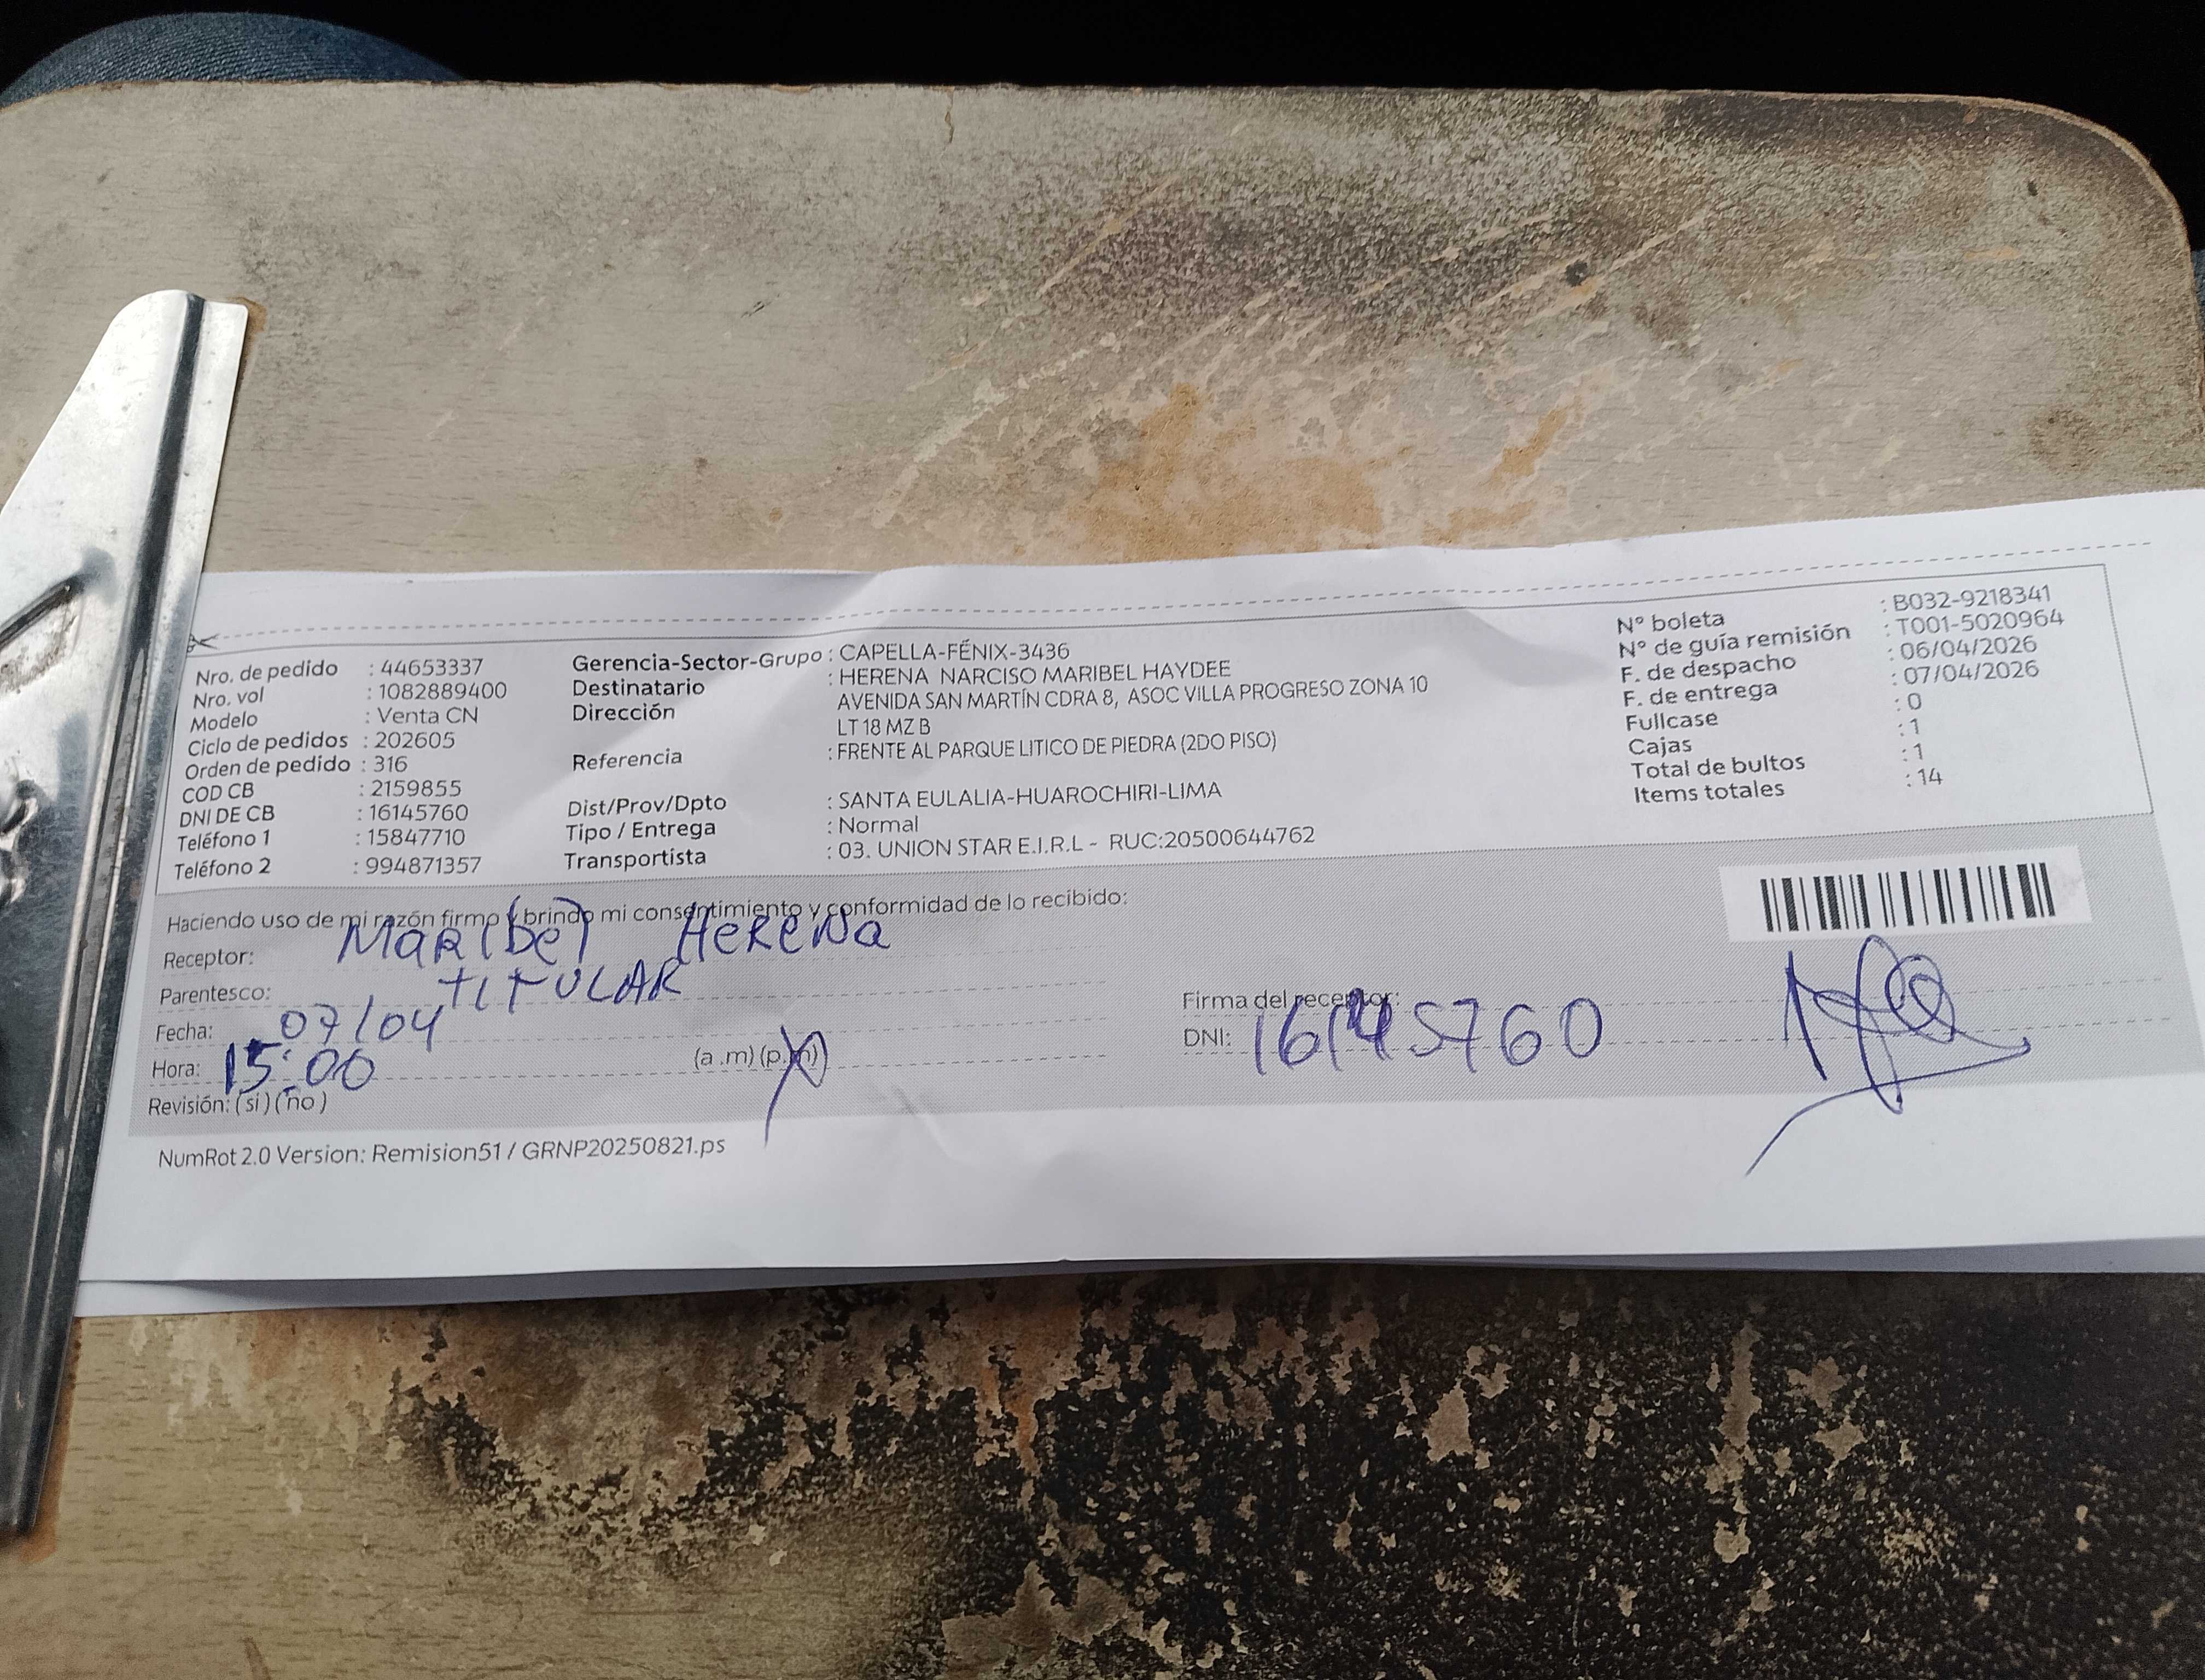 Nro. de pedido : 44653337
Nro. vol : 1082889400
Modelo : Venta CN
Ciclo de pedidos : 202605
Orden de pedido : 316
COD CB : 2159855
DNI DE CB : 16145760
Teléfono 1 : 15847710
Teléfono 2 : 994871357
Gerencia-Sector-Grupo : CAPELLA-FÉNIX-3436
Destinatario : HERENA NARCISO MARIBEL HAYDEE
Dirección AVENIDA SAN MARTÍN CDRA 8, ASOC VILLA PROGRESO ZONA 10
LT 18 MZ B
Referencia : FRENTE AL PARQUE LITICO DE PIEDRA (2DO PISO)
Dist/Prov/Dpto : SANTA EULALIA-HUAROCHIRI-LIMA
Tipo / Entrega : Normal
Transportista : 03. UNION STAR E.I.R.L - RUC:20500644762
N° boleta : B032-9218341
N° de guía remisión : T001-5020964
F. de despacho : 06/04/2026
F. de entrega : 07/04/2026
Fullcase : 0
Cajas : 1
Total de bultos : 1
Items totales : 14
Haciendo uso de mi razón firmo y brindo mi consentimiento y conformidad de lo recibido:
Receptor: Maribel Herena
Parentesco: TITULAR
Fecha: 07/04
Hora: 15:00 (a .m) (p.m)
Revisión: ( si ) ( no )
Firma del receptor:
DNI: 16145760
NumRot 2.0 Version: Remision51 / GRNP20250821.ps